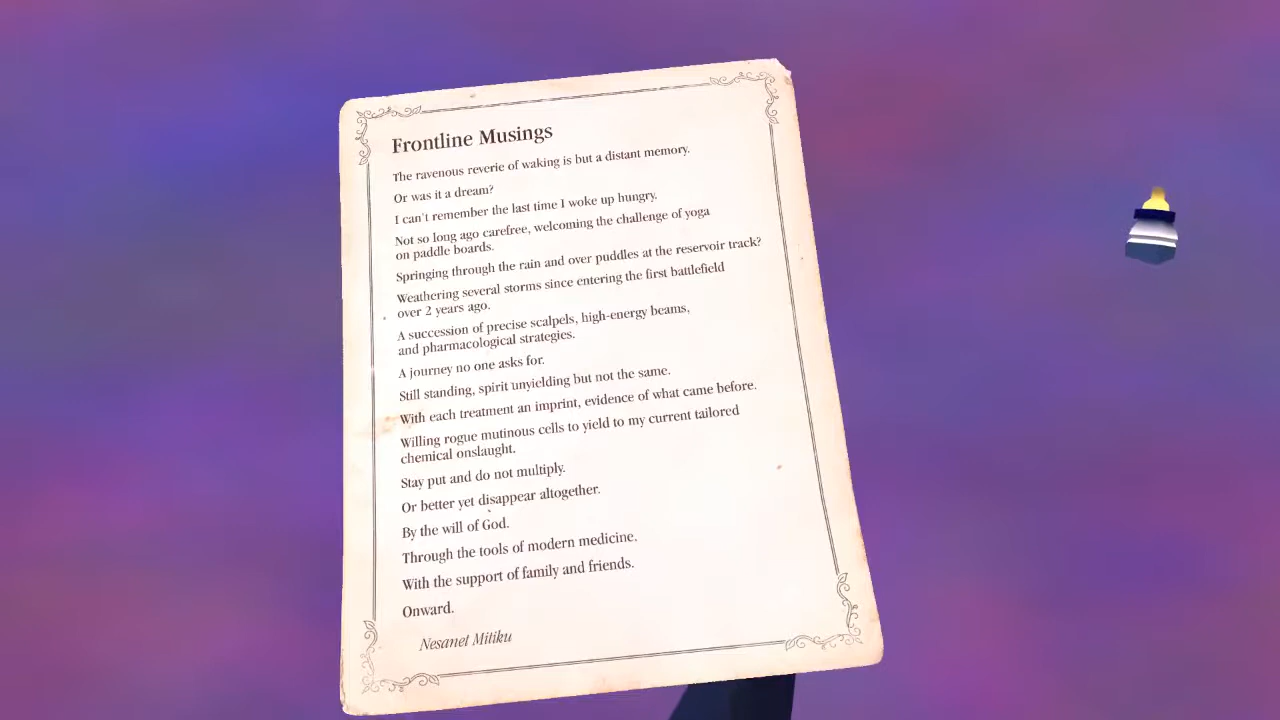 Frontline Musings
The ravenous reverie of waking is but a distant memory.
Or was it a dream?
I can't remember the last time I woke up hungry.
Not so long ago carefree, welcoming the challenge of yoga
on paddle boards.
Springing through the rain and over puddles at the reservoir track?
Weathering several storms since entering the first battlefield
over 2 years ago.
A succession of precise scalpels, high-energy beams,
and pharmacological strategies.
A journey no one asks for.
Still standing, spirit unyielding but not the same.
With each treatment an imprint, evidence of what came before.
Willing rogue mutinous cells to yield to my current tailored
chemical onslaught.
Stay put and do not multiply.
Or better yet disappear altogether.
By the will of God.
Through the tools of modern medicine.
With the support of family and friends.
Onward.
Nesanel Mitiku